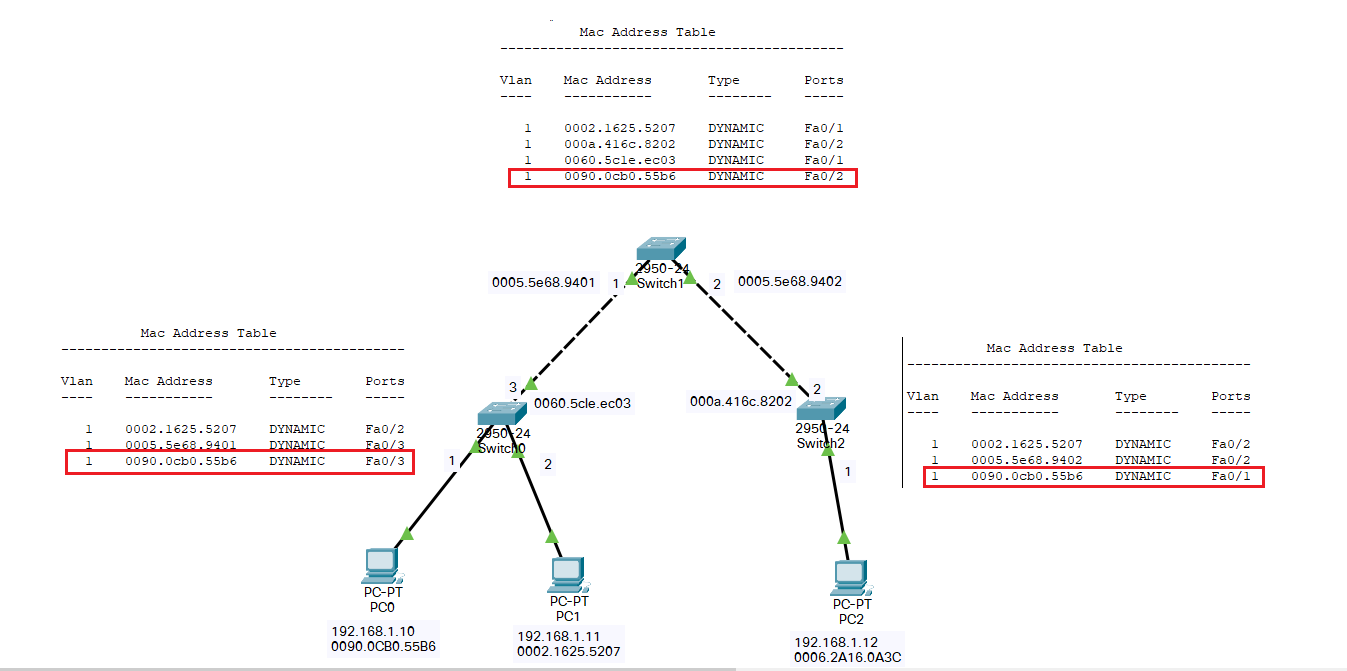 Mac Address Table
-------------------------------------------
Vlan Mac Address Type Ports
---- ----------- -------- -----
1 0002.1625.5207 DYNAMIC Fa0/1
1 000a.416c.8202 DYNAMIC Fa0/2
1 0060.5c1e.ec03 DYNAMIC Fa0/1
1 0090.0cb0.55b6 DYNAMIC Fa0/2
2950-24
Switch1
0005.5e68.9401
1
2
0005.5e68.9402
Mac Address Table
-------------------------------------------
Vlan Mac Address Type Ports
---- ----------- -------- -----
1 0002.1625.5207 DYNAMIC Fa0/2
1 0005.5e68.9401 DYNAMIC Fa0/3
1 0090.0cb0.55b6 DYNAMIC Fa0/3
Mac Address Table
-------------------------------------------
Vlan Mac Address Type Ports
---- ----------- -------- -----
1 0002.1625.5207 DYNAMIC Fa0/2
1 0005.5e68.9402 DYNAMIC Fa0/2
1 0090.0cb0.55b6 DYNAMIC Fa0/1
3
0060.5cle.ec03
2950-24
Switch0
1
2
000a.416c.8202
2
2950-24
Switch2
1
PC-PT
PC0
192.168.1.10
0090.0CB0.55B6
PC-PT
PC1
192.168.1.11
0002.1625.5207
PC-PT
PC2
192.168.1.12
0006.2A16.0A3C